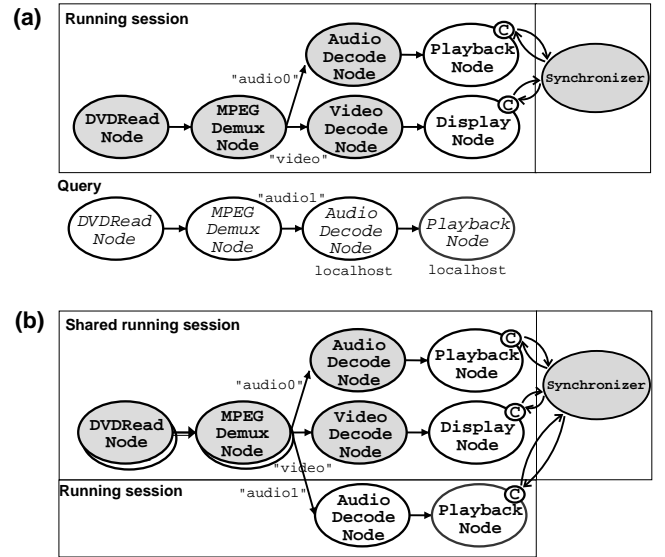 (a)
Running session
Audio
Decode
Node
Playback
Node
C
Synchronizer
"audio0"
DVDRead
Node
MPEG
Demux
Node
Video
Decode
Node
Display
Node
C
"video"
Query
"audio1"
DVDRead
Node
MPEG
Demux
Node
Audio
Decode
Node
Playback
Node
localhost
localhost
(b)
Shared running session
Audio
Decode
Node
Playback
Node
C
Synchronizer
"audio0"
DVDRead
Node
MPEG
Demux
Node
Video
Decode
Node
Display
Node
C
"video"
Running session
"audio1"
Audio
Decode
Node
Playback
Node
C